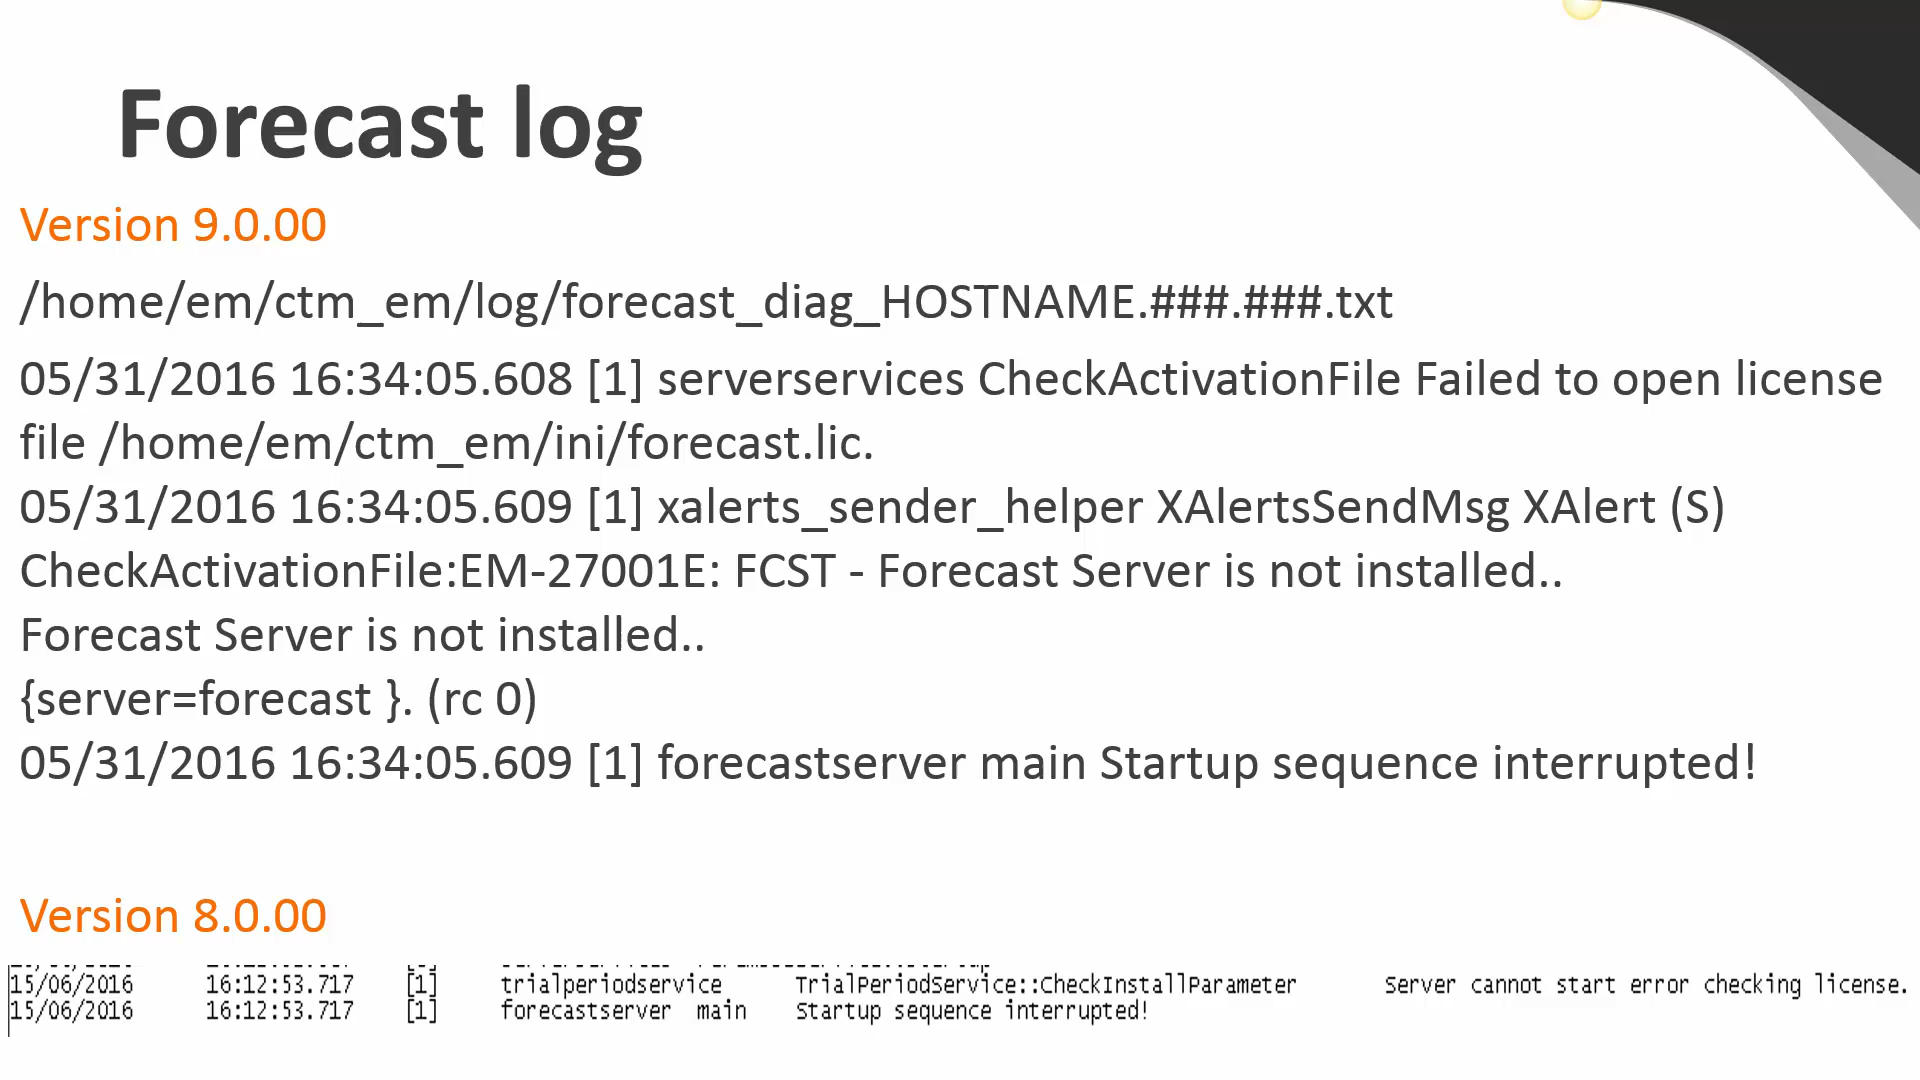 Forecast log
Version 9.0.00
/home/em/ctm_em/log/forecast_diag_HOSTNAME.###.###.txt
05/31/2016 16:34:05.608 [1] serverservices CheckActivationFile Failed to open license
file /home/em/ctm_em/ini/forecast.lic.
05/31/2016 16:34:05.609 [1] xalerts_sender_helper XAlertsSendMsg XAlert (S)
CheckActivationFile:EM-27001E: FCST - Forecast Server is not installed..
Forecast Server is not installed..
{server=forecast }. (rc 0)
05/31/2016 16:34:05.609 [1] forecastserver main Startup sequence interrupted!
Version 8.0.00
15/06/2016 16:12:53.717 [1] trialperiodservice TrialPeriodService::CheckInstallParameter Server cannot start error checking license.
15/06/2016 16:12:53.717 [1] forecastserver main Startup sequence interrupted!